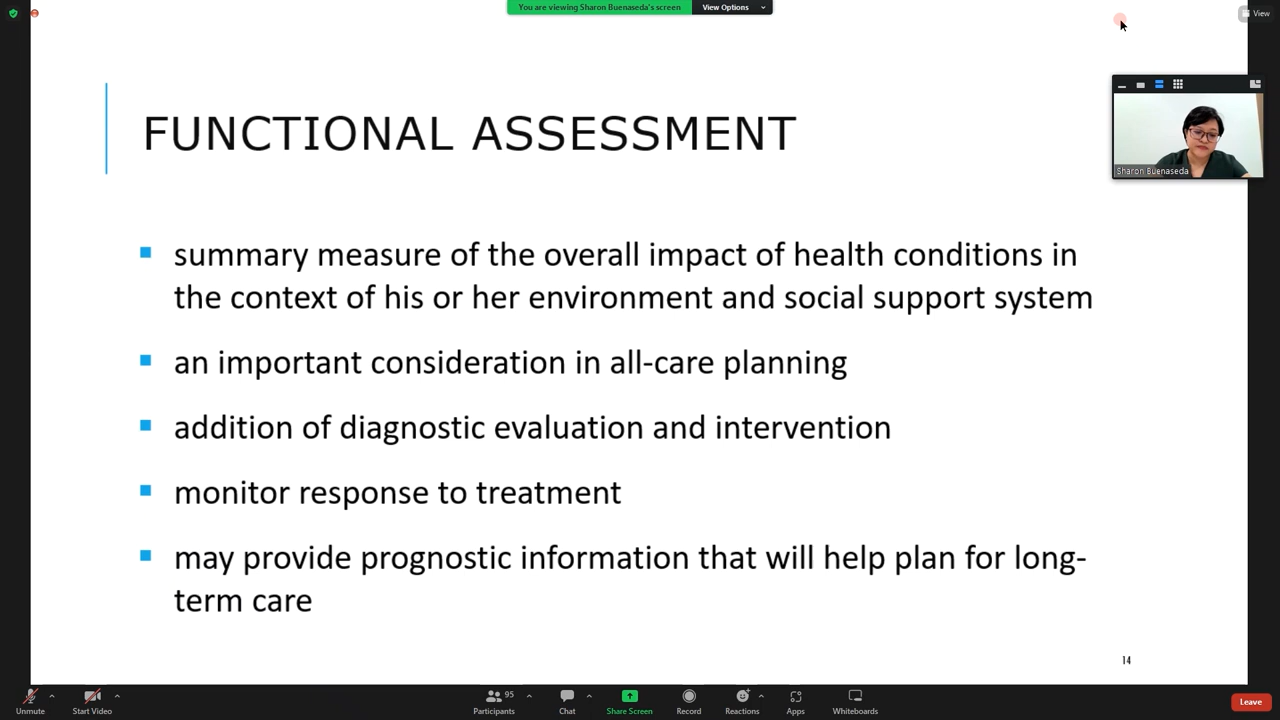 You are viewing Sharon Buenaseda's screen
View Options
View
FUNCTIONAL ASSESSMENT
Sharon Buenaseda
summary measure of the overall impact of health conditions in
the context of his or her environment and social support system
an important consideration in all-care planning
addition of diagnostic evaluation and intervention
monitor response to treatment
may provide prognostic information that will help plan for long-
term care
14
Unmute
Start Video
95
Participants
Chat
Share Screen
Record
Reactions
Apps
Whiteboards
Leave